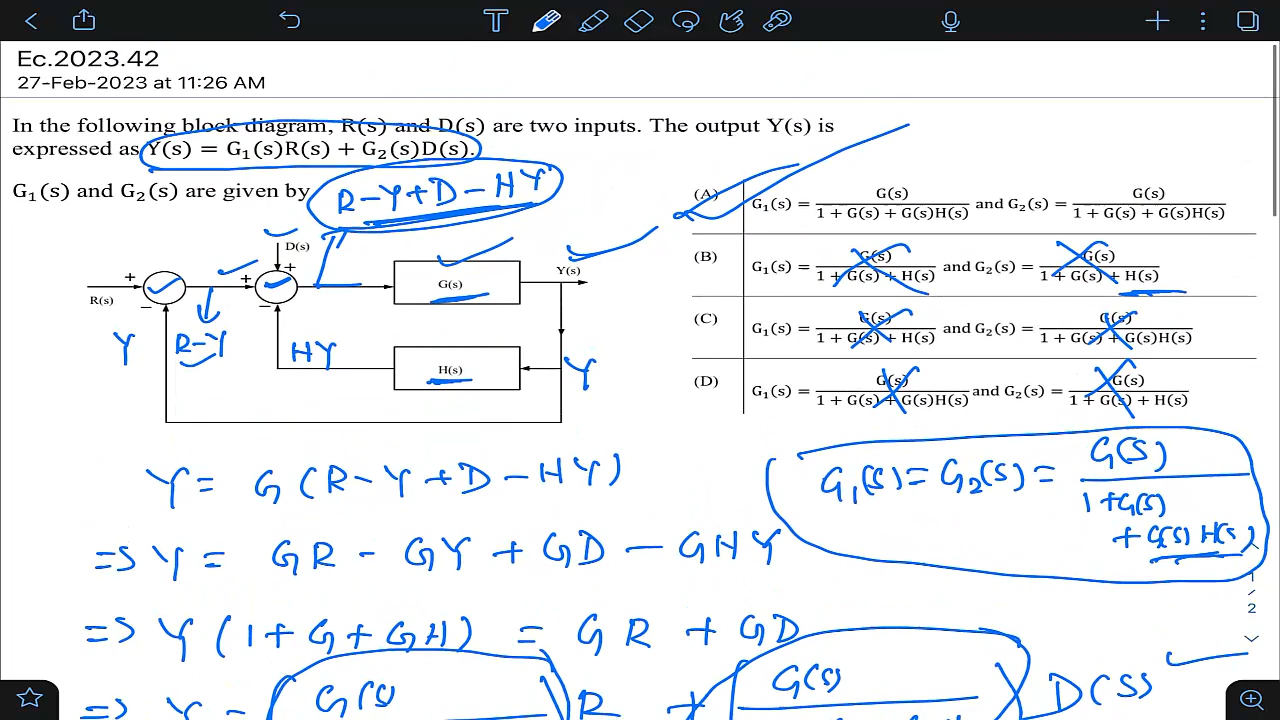 Ec.2023.42
27-Feb-2023 at 11:26 AM
In the following block diagram, R(s) and D(s) are two inputs. The output Y(s) is
expressed as Y(s) = G₁(s)R(s) + G₂(s)D(s).
G₁(s) and G₂(s) are given by
R-Y+D-HY
D(s)
+
+
+
Y(s)
R(s)
-
-
G(s)
Y
R-Y
HY
H(s)
Y
(A) G₁(s) = G(s) / 1 + G(s) + G(s)H(s) and G₂(s) = G(s) / 1 + G(s) + G(s)H(s)
(B) G₁(s) = G(s) / 1 + G(s) + H(s) and G₂(s) = G(s) / 1 + G(s) + H(s)
(C) G₁(s) = G(s) / 1 + G(s) + H(s) and G₂(s) = G(s) / 1 + G(s) + G(s)H(s)
(D) G₁(s) = G(s) / 1 + G(s) + G(s)H(s) and G₂(s) = G(s) / 1 + G(s) + H(s)
G₁(s) = G₂(s) = G(s) / 1+G(s) + G(s) H(s)
Y = G (R-Y+D-HY)
=> Y = GR - GY + GD - GHY
=> Y (1+G+GH) = GR + GD
=> Y = (G(s) ) R + (G(s) ) D(s)
1
/
2